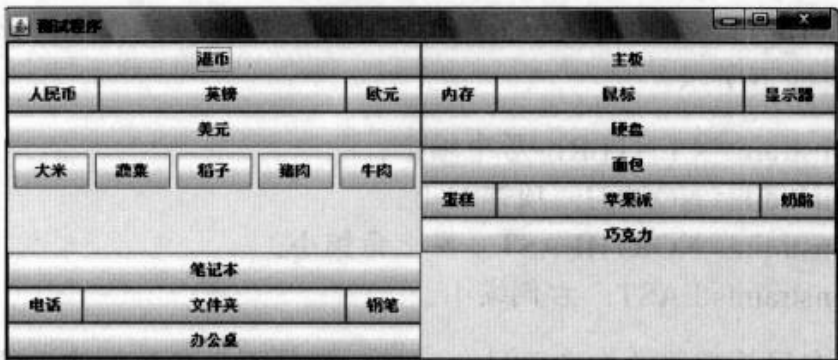 测试程序
港币 主板
人民币 英镑 欧元 内存 鼠标 显示器
美元 硬盘
大米 蔬菜 稻子 猪肉 牛肉 面包
蛋糕 苹果派 奶酪
巧克力
笔记本
电话 文件夹 钢笔
办公桌